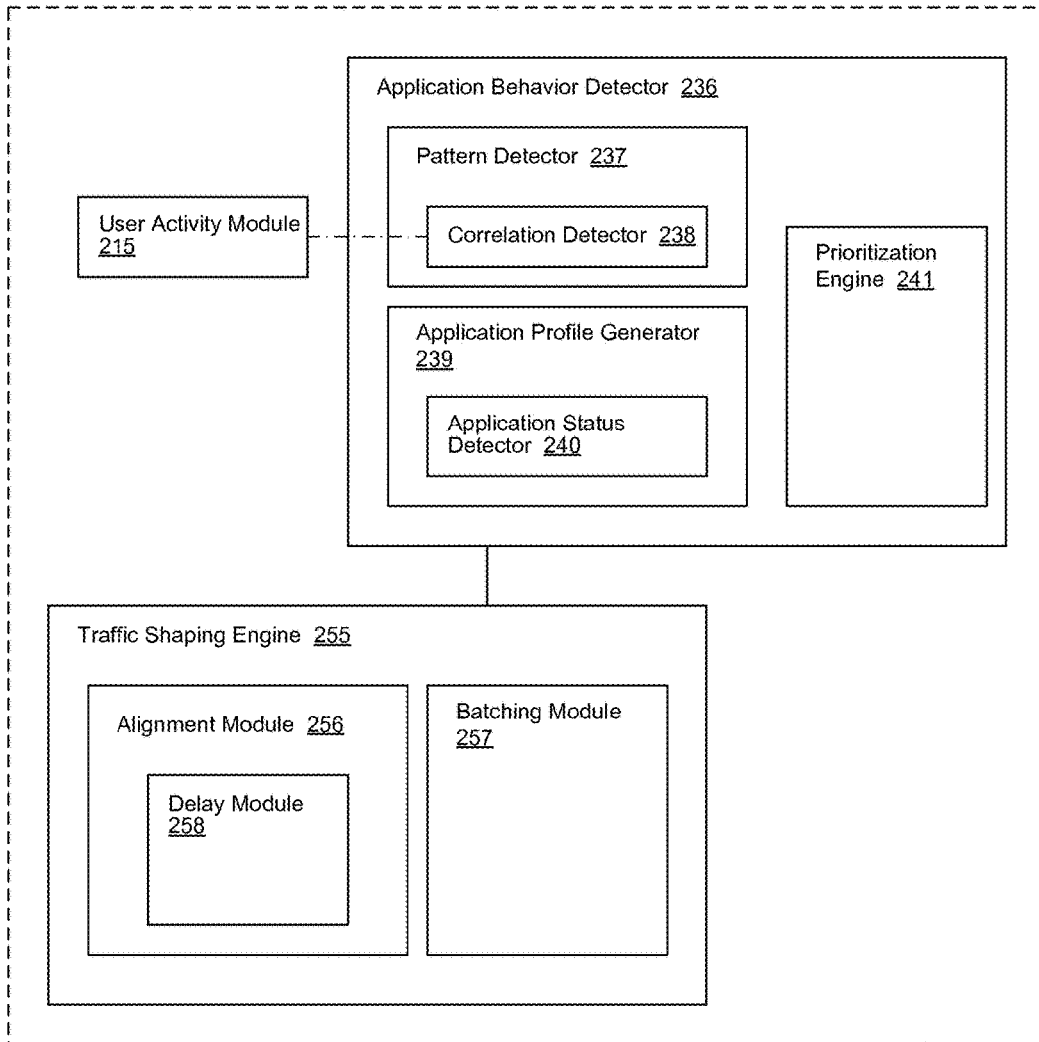 Application Behavior Detector 236
Pattern Detector 237
User Activity Module
215
Correlation Detector 238
Prioritization
Engine 241
Application Profile Generator
239
Application Status
Detector 240
Traffic Shaping Engine 255
Alignment Module 256
Batching Module
257
Delay Module
258